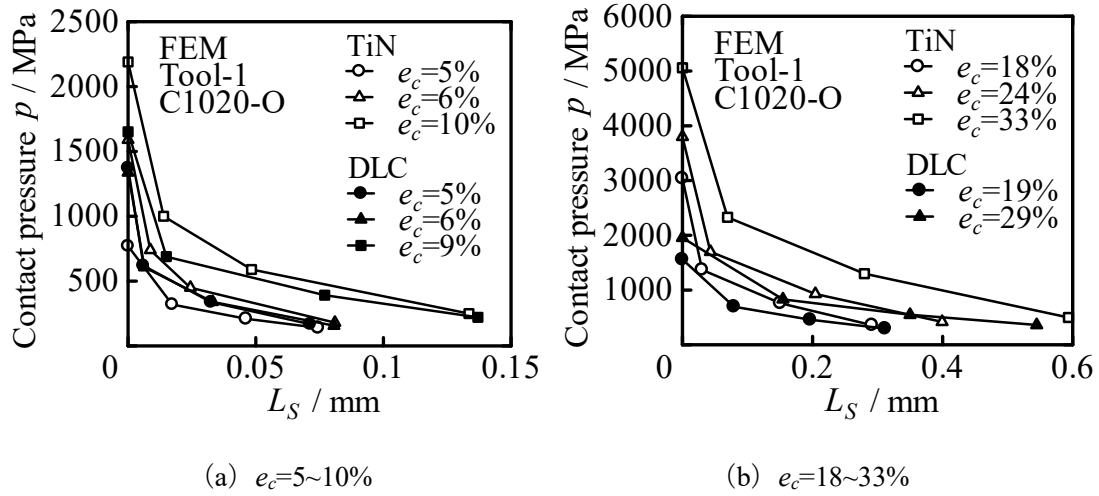 2500
2000
1500
1000
500
0
Contact pressure p / MPa
FEM
Tool-1
C1020-O
TiN
e_c=5%
e_c=6%
e_c=10%
DLC
e_c=5%
e_c=6%
e_c=9%
0.05
0.1
0.15
L_S / mm
(a) e_c=5~10%
6000
5000
4000
3000
2000
1000
0
Contact pressure p / MPa
FEM
Tool-1
C1020-O
TiN
e_c=18%
e_c=24%
e_c=33%
DLC
e_c=19%
e_c=29%
0.2
0.4
0.6
L_S / mm
(b) e_c=18~33%